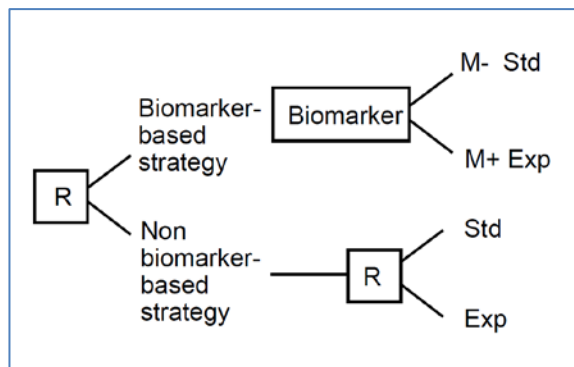 M- Std
Biomarker-
based
strategy
Biomarker
M+ Exp
R
Non
biomarker-
based
strategy
Std
R
Exp